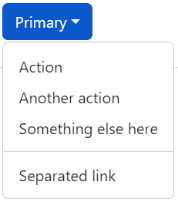 Primary
Action
Another action
Something else here
Separated link